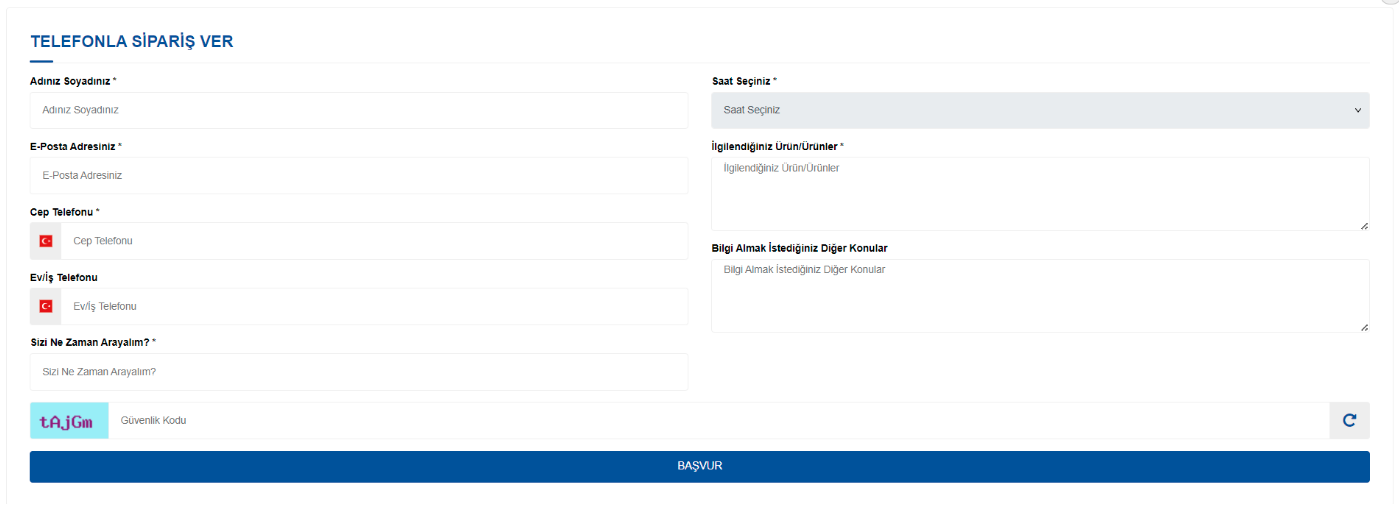 TELEFONLA SİPARİŞ VER
Adınız Soyadınız *
Adınız Soyadınız
E-Posta Adresiniz *
E-Posta Adresiniz
Cep Telefonu *
Cep Telefonu
Ev/İş Telefonu
Ev/İş Telefonu
Sizi Ne Zaman Arayalım? *
Sizi Ne Zaman Arayalım?
Saat Seçiniz *
Saat Seçiniz
İlgilendiğiniz Ürün/Ürünler *
İlgilendiğiniz Ürün/Ürünler
Bilgi Almak İstediğiniz Diğer Konular
Bilgi Almak İstediğiniz Diğer Konular
tAjGm Güvenlik Kodu
BAŞVUR